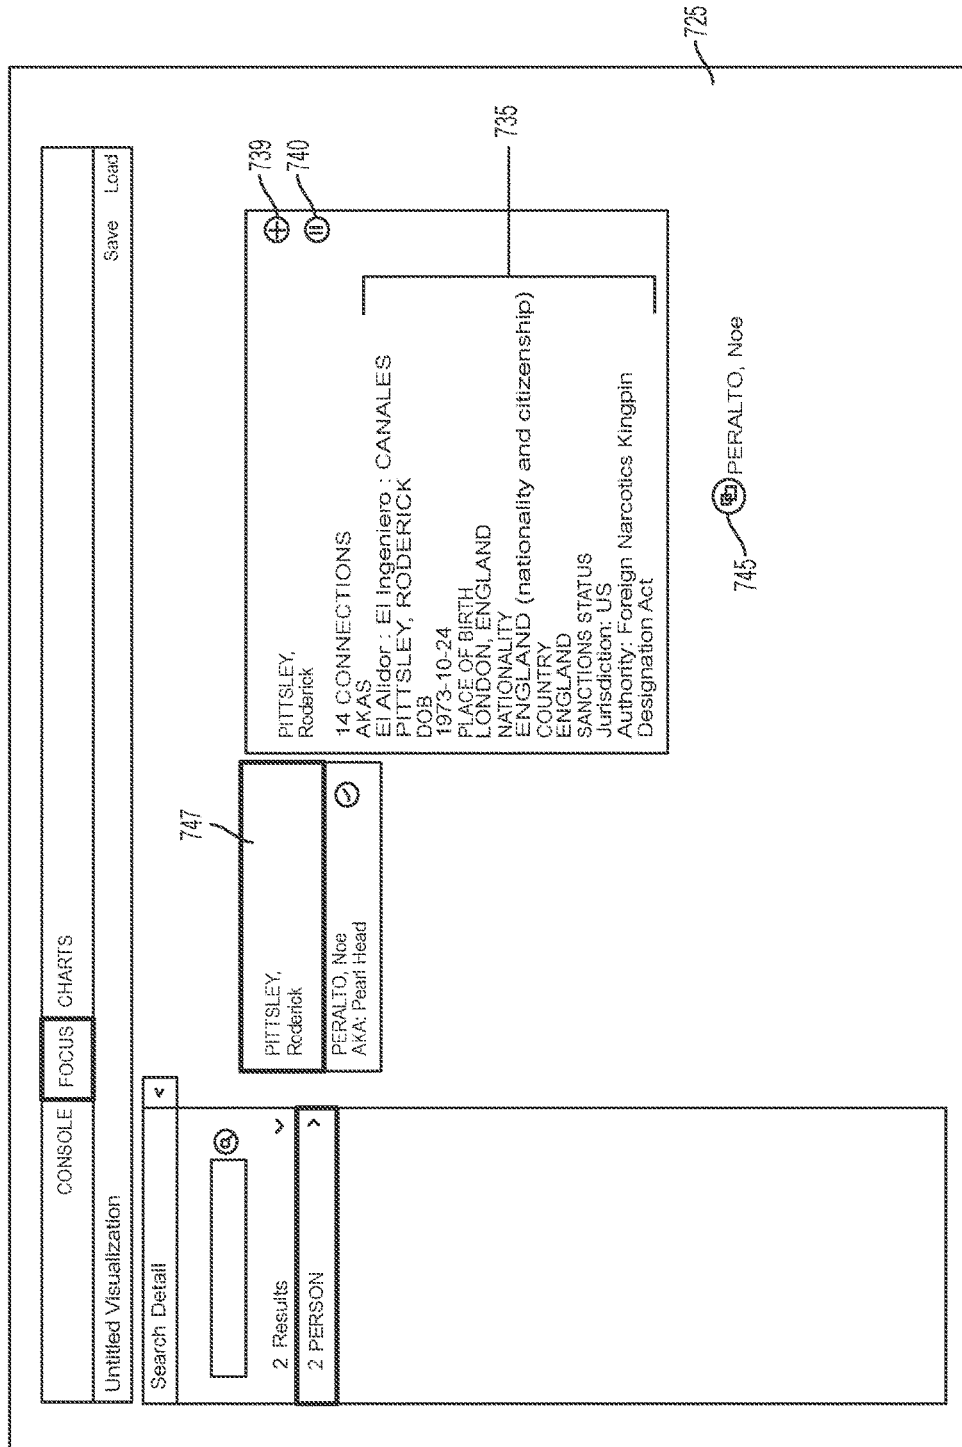 CONSOLE FOCUS CHARTS
Untitled Visualization
Save Load
Search Detail
2 Results
2 PERSON
747
PITTSLEY,
Roderick
PERALTO, Noe
AKA: Pearl Head
PITTSLEY,
Roderick
739
740
14 CONNECTIONS
AKAS
El Alidor : El Ingeniero : CANALES
PITTSLEY, RODERICK
DOB
1973-10-24
PLACE OF BIRTH
LONDON, ENGLAND
NATIONALITY
ENGLAND (nationality and citizenship)
COUNTRY
ENGLAND
SANCTIONS STATUS
Jurisdiction: US
Authority: Foreign Narcotics Kingpin
Designation Act
735
745
PERALTO, Noe
725